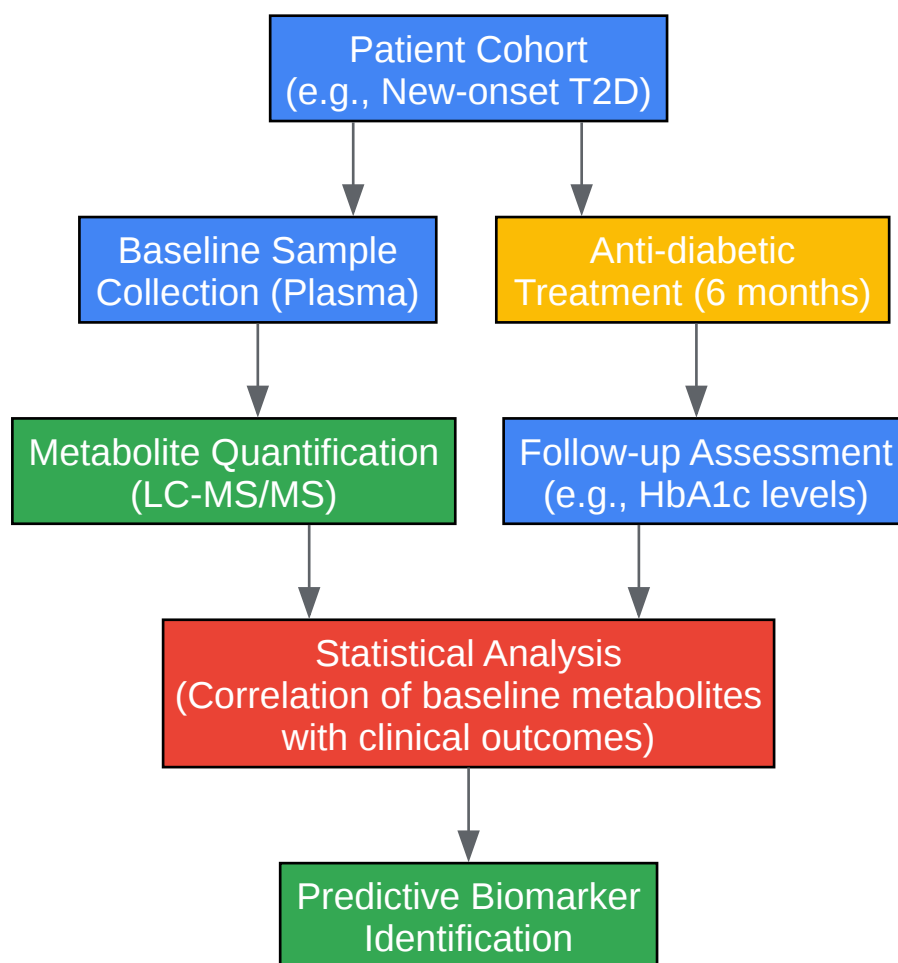 Patient Cohort
(e.g., New-onset T2D)
Baseline Sample
Collection (Plasma)
Anti-diabetic
Treatment (6 months)
Metabolite Quantification
(LC-MS/MS)
Follow-up Assessment
(e.g., HbA1c levels)
Statistical Analysis
(Correlation of baseline metabolites
with clinical outcomes)
Predictive Biomarker
Identification